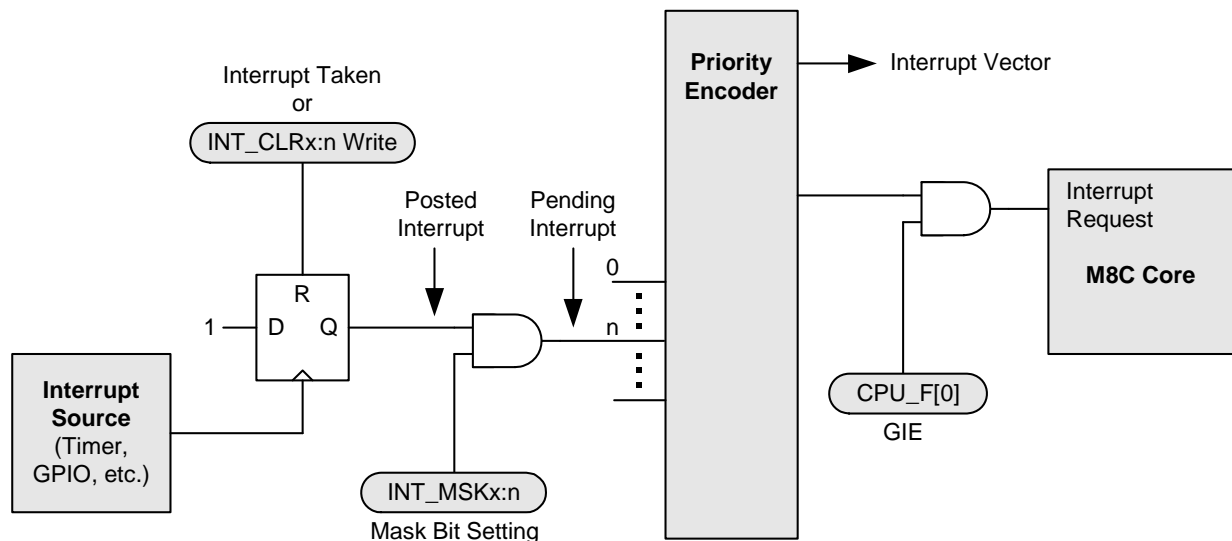 Interrupt Taken
or
INT_CLRx:n Write
Posted
Interrupt
Pending
Interrupt
R
1
D
Q
Interrupt
Source
(Timer,
GPIO, etc.)
INT_MSKx:n
Mask Bit Setting
0
n
Priority
Encoder
Interrupt Vector
CPU_F[0]
GIE
Interrupt
Request
M8C Core